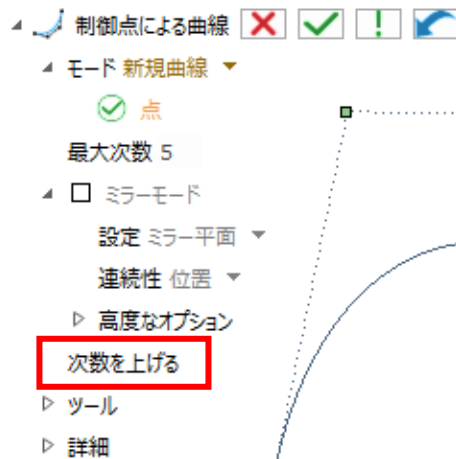 制御点による曲線
モード 新規曲線
点
最大次数 5
ミラーモード
設定 ミラー平面
連続性 位置
高度なオプション
次数を上げる
ツール
詳細